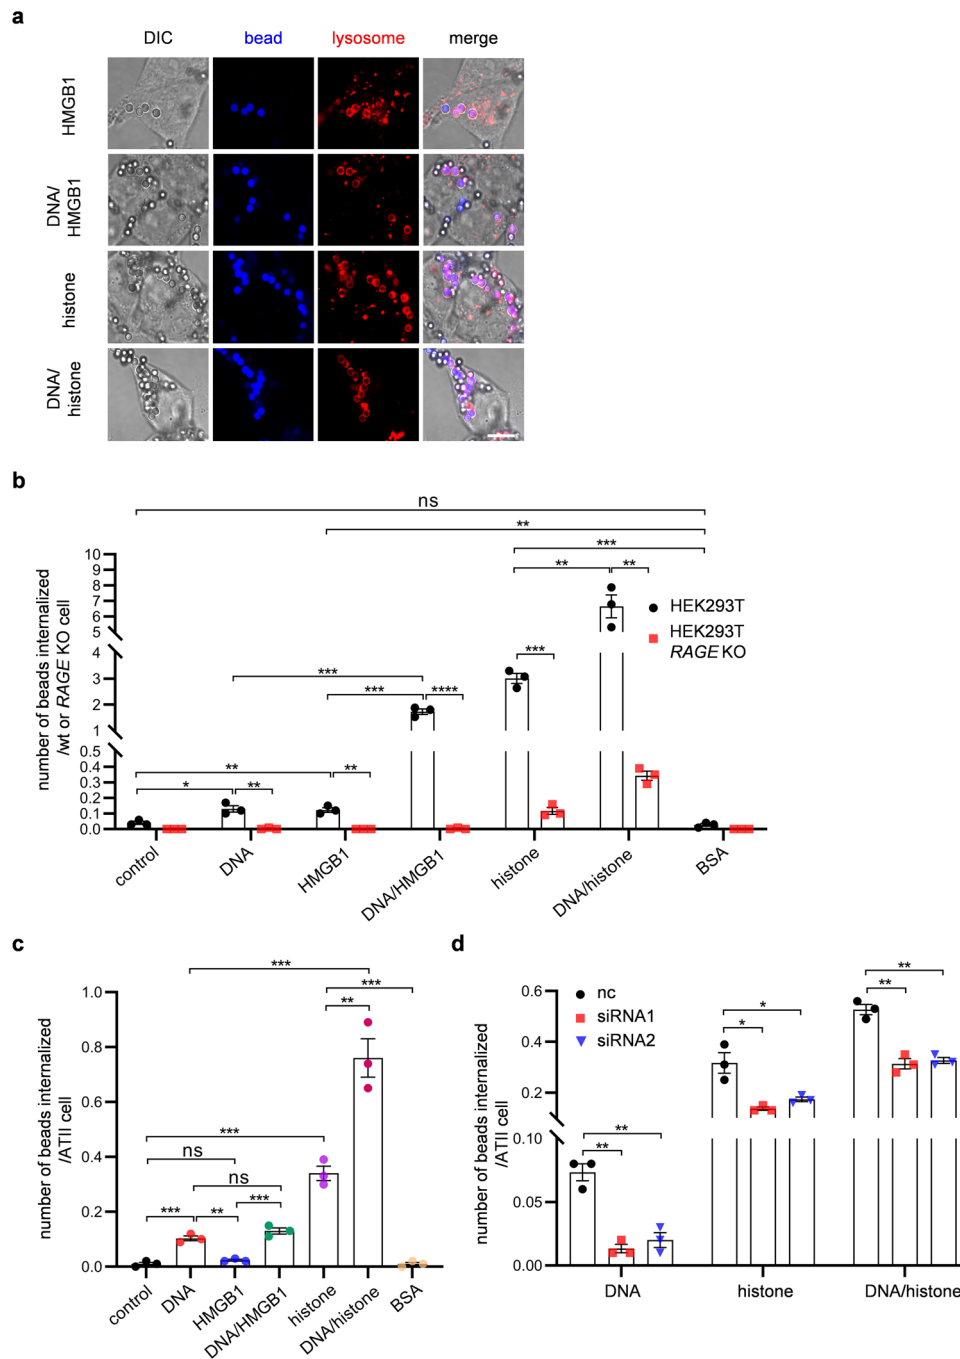 a
DIC bead lysosome merge
HMGB1
DNA/
HMGB1
histone
DNA/
histone
b
ns
**
***
** **
*** ***
*** ****
** **
* **
number of beads internalized
/wt or RAGE KO cell
10
9
8
7
6
5
4
3
2
1
0.5
0.4
0.3
0.2
0.1
0.0
HEK293T
HEK293T
RAGE KO
control DNA HMGB1 DNA/HMGB1 histone DNA/histone BSA
c
***
***
**
***
ns
ns
*** ** ***
number of beads internalized
/ATII cell
1.0
0.8
0.6
0.4
0.2
0.0
control DNA HMGB1 DNA/HMGB1 histone DNA/histone BSA
d
nc
siRNA1
siRNA2
**
**
*
*
**
**
number of beads internalized
/ATII cell
0.6
0.4
0.2
0.10
0.05
0.00
DNA histone DNA/histone